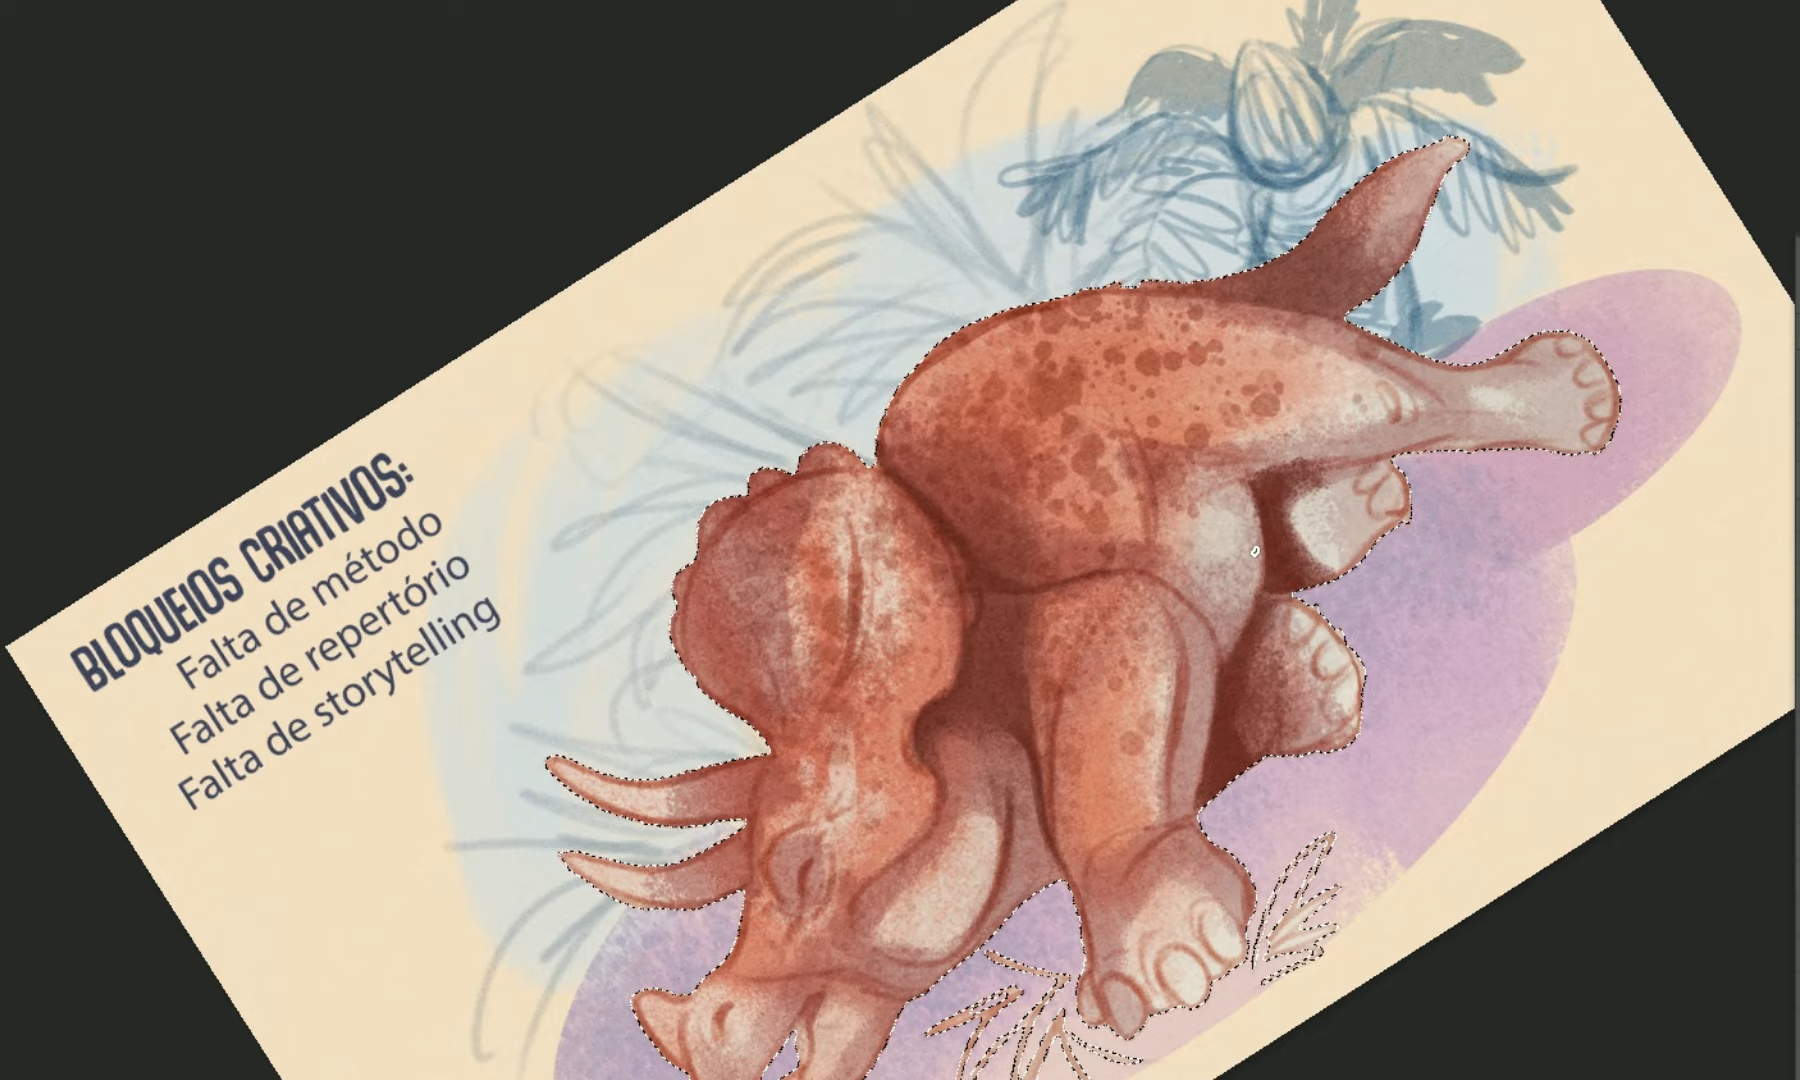 BLOQUEIOS CRIATIVOS:
Falta de método
Falta de repertório
Falta de storytelling